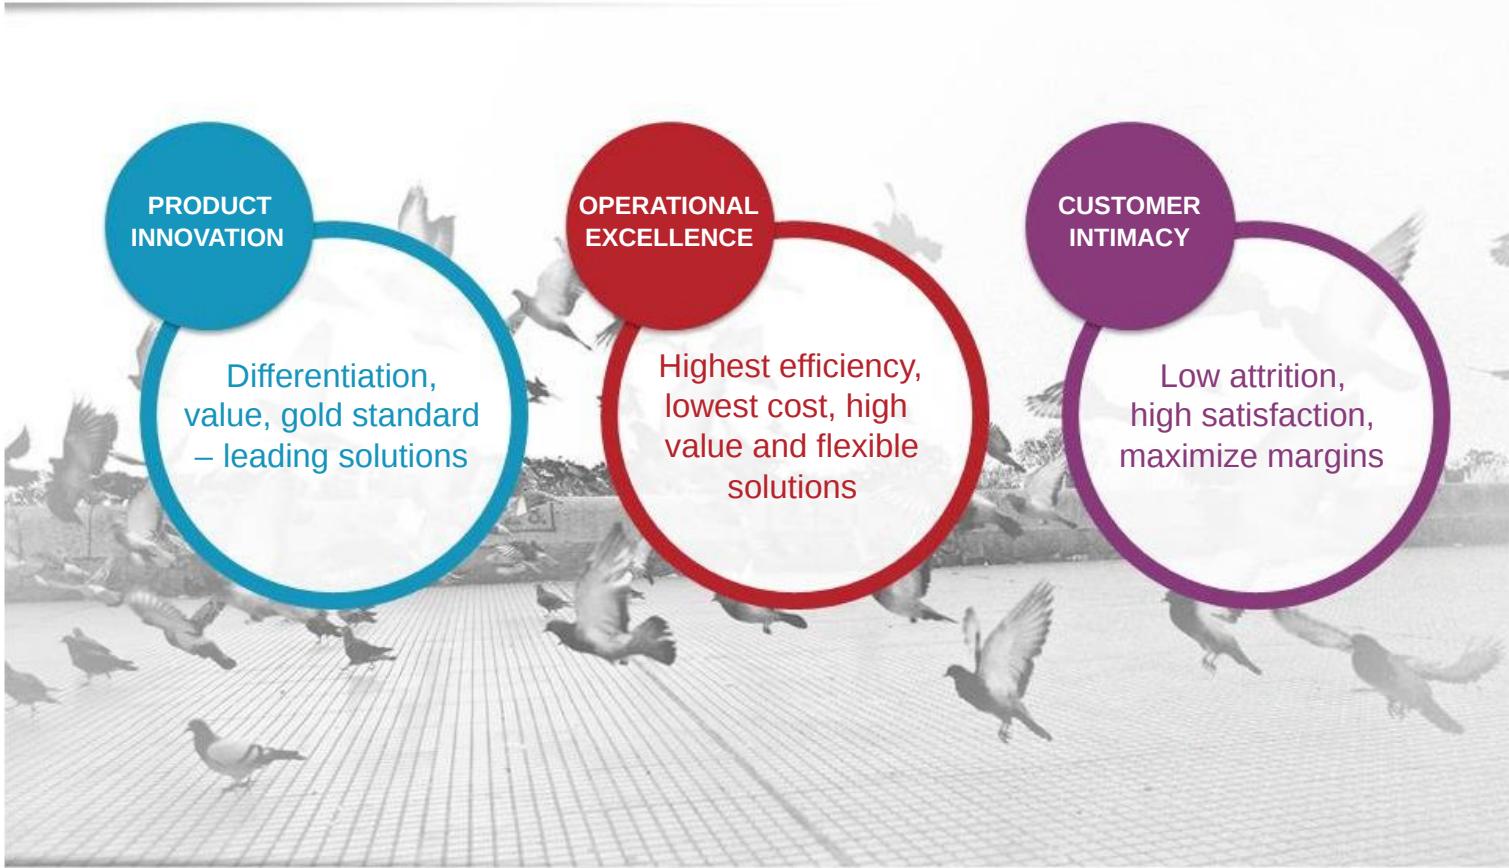 PRODUCT
INNOVATION
Differentiation,
value, gold standard
– leading solutions
OPERATIONAL
EXCELLENCE
Highest efficiency,
lowest cost, high
value and flexible
solutions
CUSTOMER
INTIMACY
Low attrition,
high satisfaction,
maximize margins